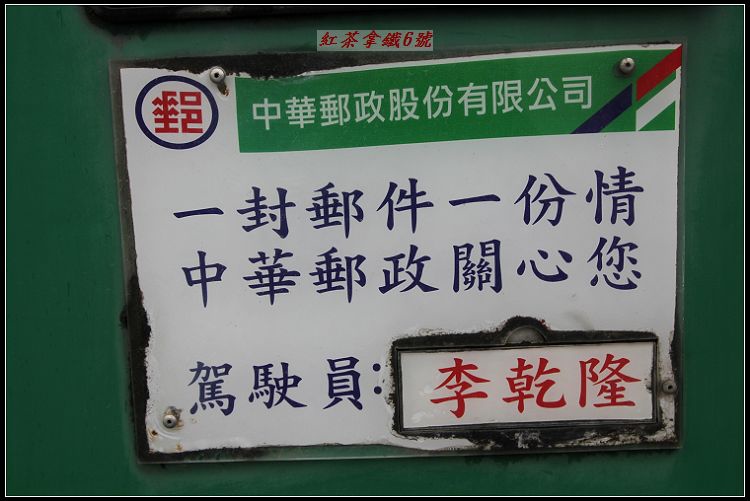 紅茶拿鐵6號
郵
中華郵政股份有限公司
一封郵件一份情
中華郵政關心您
駕駛員:李乾隆